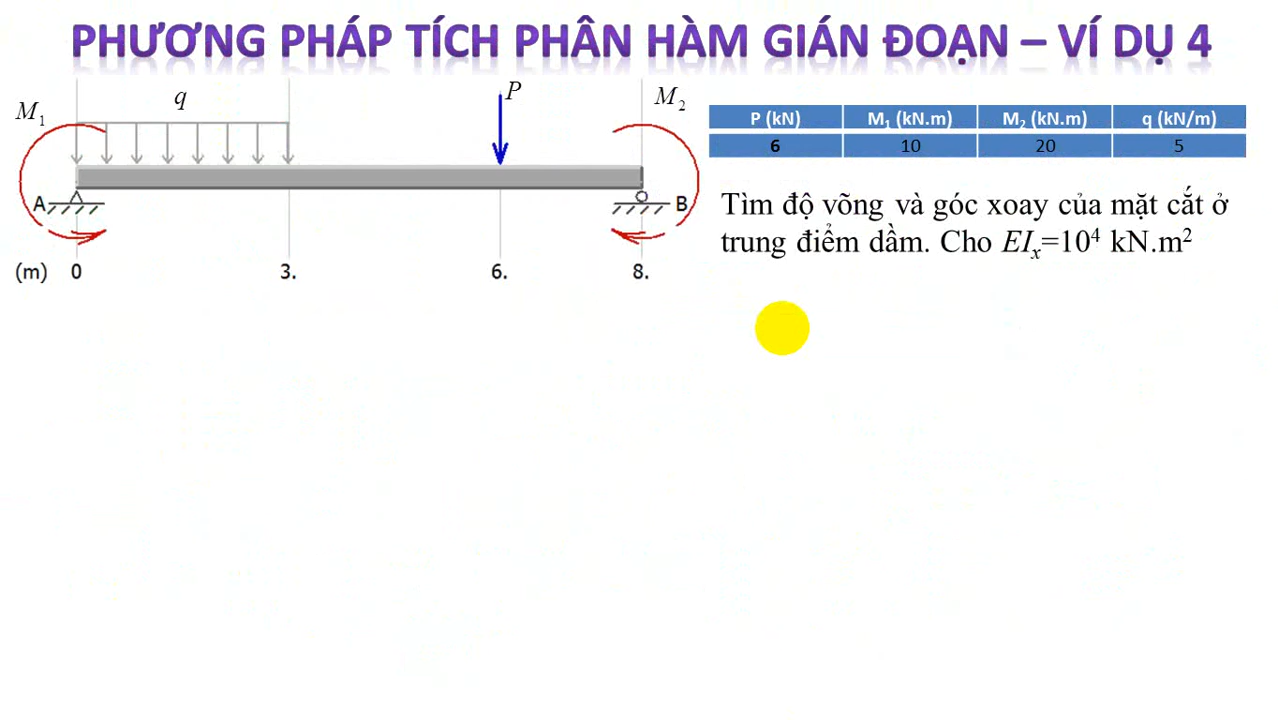 PHƯƠNG PHÁP TÍCH PHÂN HÀM GIÁN ĐOẠN – VÍ DỤ 4
M1 q P M2
A B
(m) 0 3. 6. 8.
P (kN) M1 (kN.m) M2 (kN.m) q (kN/m)
6 10 20 5
Tìm độ võng và góc xoay của mặt cắt ở
trung điểm dầm. Cho EIx=10⁴ kN.m²